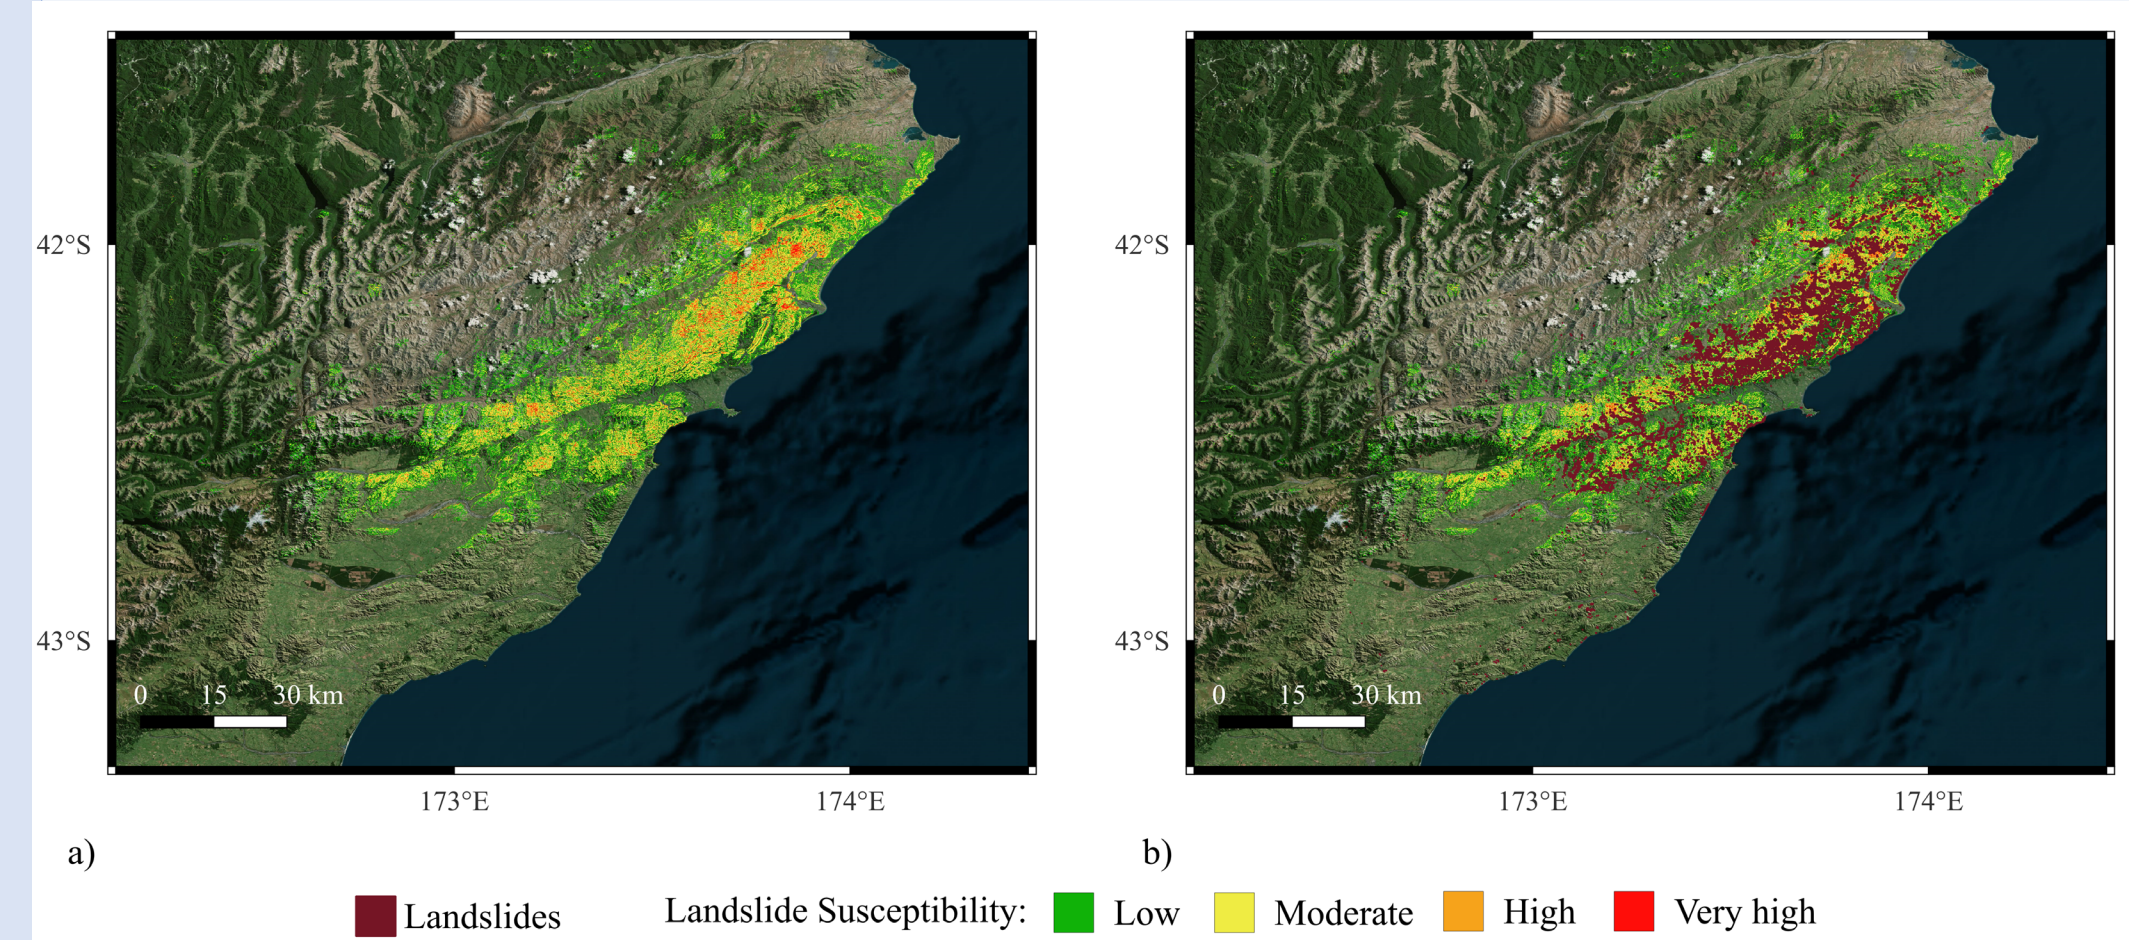 42°S
42°S
43°S
43°S
0 15 30 km
0 15 30 km
173°E 174°E
173°E 174°E
a)
b)
Landslides Landslide Susceptibility: Low Moderate High Very high